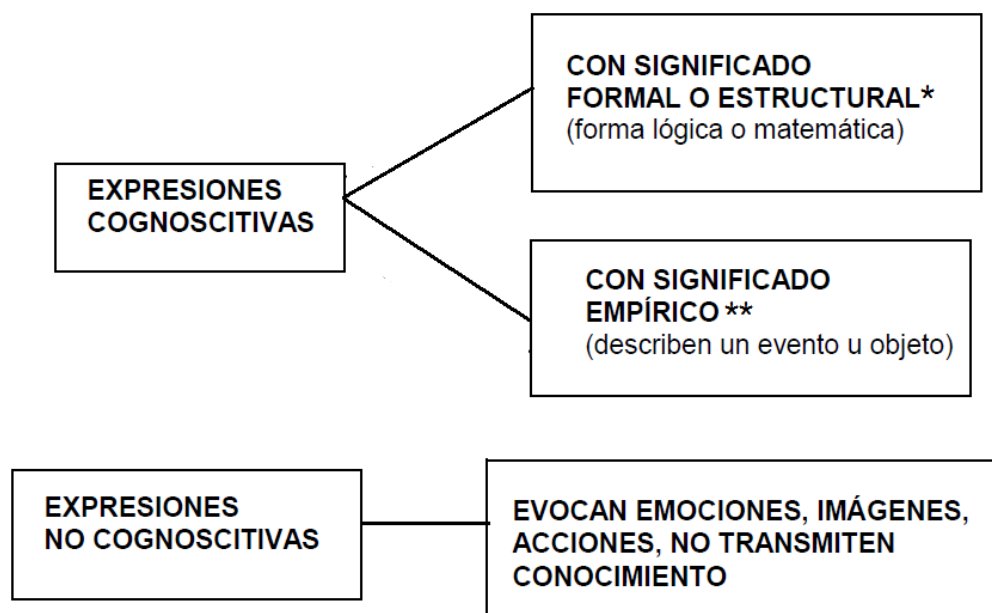 CON SIGNIFICADO
FORMAL O ESTRUCTURAL*
(forma lógica o matemática)
EXPRESIONES
COGNOSCITIVAS
CON SIGNIFICADO
EMPÍRICO**
(describen un evento u objeto)
EXPRESIONES
NO COGNOSCITIVAS
EVOCAN EMOCIONES, IMÁGENES,
ACCIONES, NO TRANSMITEN
CONOCIMIENTO